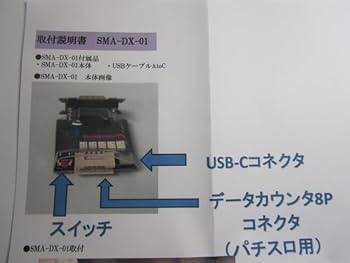 取付説明書 SMA-DX-01
●SMA-DX-01付属品
・SMA-DX-01本体 ・USBケーブルAtoC
●SMA-DX-01 本体画像
USB-Cコネクタ
データカウンタ8P
コネクタ
(パチスロ用)
スイッチ
●SMA-DX-01取付